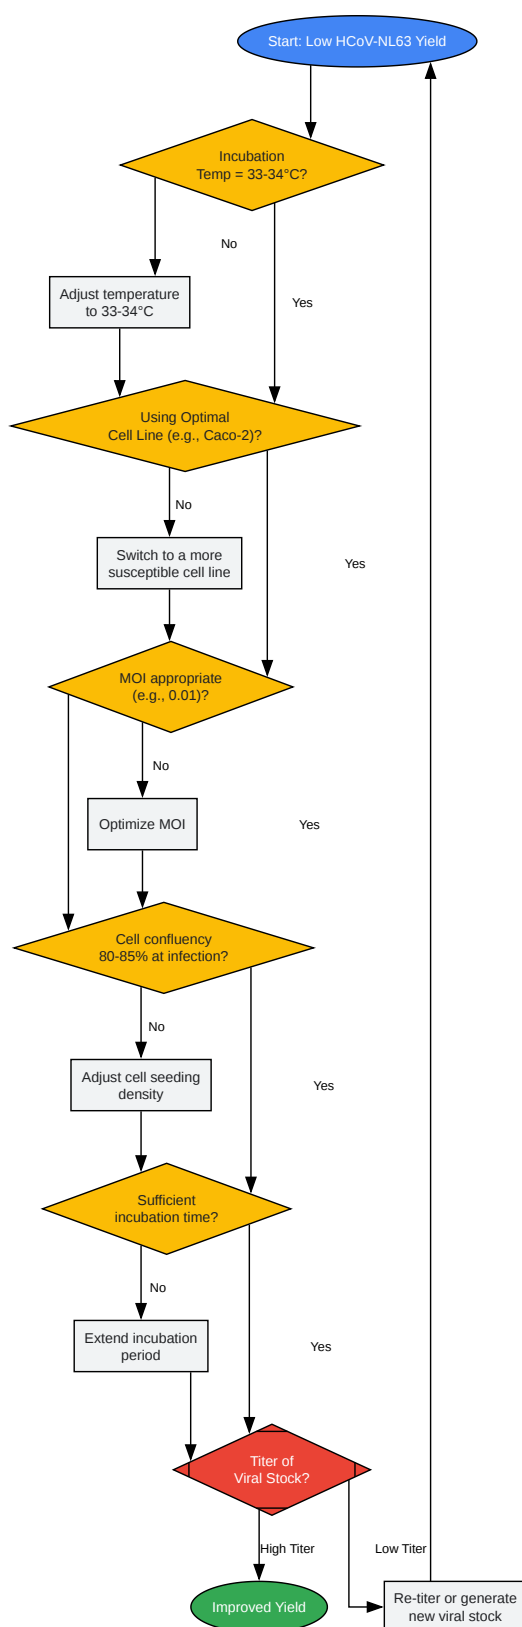 Start: Low HCoV-NL63 Yield
Incubation
Temp = 33-34°C?
No
Yes
Adjust temperature
to 33-34°C
Using Optimal
Cell Line (e.g., Caco-2)?
No
Yes
Switch to a more
susceptible cell line
MOI appropriate
(e.g., 0.01)?
No
Yes
Optimize MOI
Cell confluency
80-85% at infection?
No
Yes
Adjust cell seeding
density
Sufficient
incubation time?
No
Yes
Extend incubation
period
Titer of
Viral Stock?
High Titer
Low Titer
Improved Yield
Re-titer or generate
new viral stock